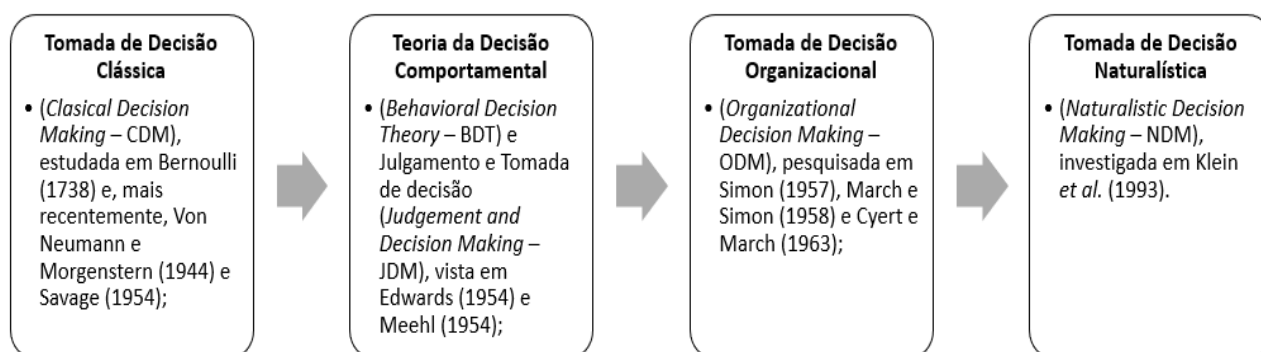 Tomada de Decisão
Clássica
• (Clasical Decision
Making – CDM),
estudada em Bernoulli
(1738) e, mais
recentemente, Von
Neumann e
Morgenstern (1944) e
Savage (1954);
Teoria da Decisão
Comportamental
• (Behavioral Decision
Theory – BDT) e
Julgamento e Tomada
de decisão
(Judgement and
Decision Making –
JDM), vista em
Edwards (1954) e
Meehl (1954);
Tomada de Decisão
Organizacional
• (Organizational
Decision Making –
ODM), pesquisada em
Simon (1957), March e
Simon (1958) e Cyert e
March (1963);
Tomada de Decisão
Naturalística
• (Naturalistic Decision
Making – NDM),
investigada em Klein
et al. (1993).